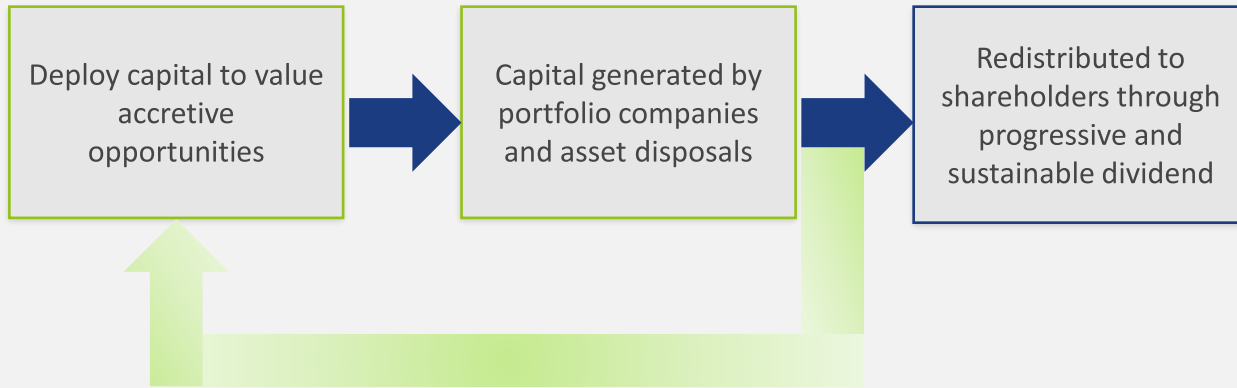 Deploy capital to value
accretive
opportunities
Capital generated by
portfolio companies
and asset disposals
Redistributed to
shareholders through
progressive and
sustainable dividend